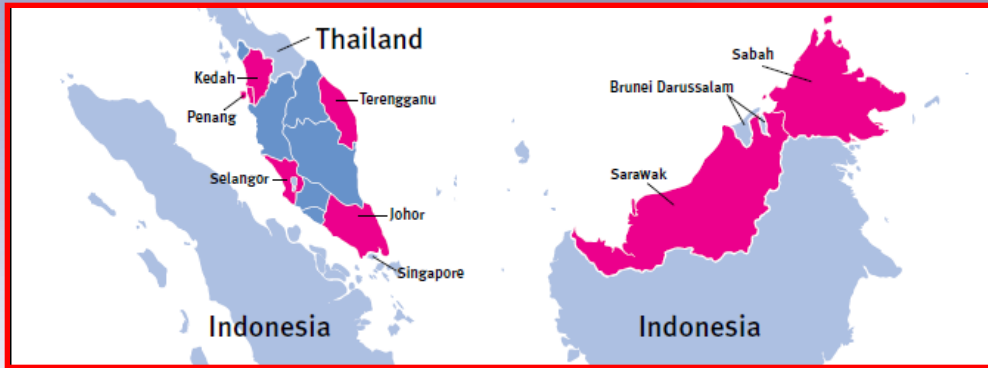 Thailand
Kedah
Penang
Terengganu
Selangor
Johor
Singapore
Indonesia
Sabah
Brunei Darussalam
Sarawak
Indonesia